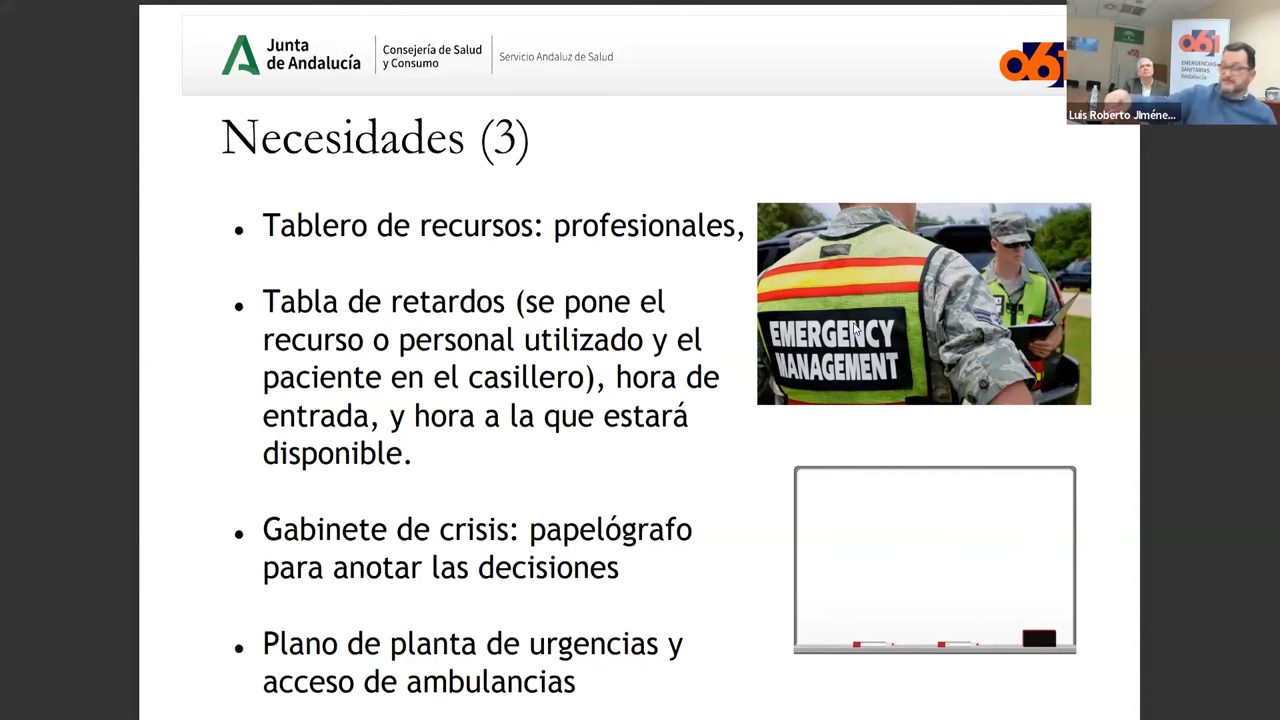 Junta
de Andalucía
Consejería de Salud
y Consumo
Servicio Andaluz de Salud
061
061
EMERGENCIAS
SANITARIAS
Andalucía
Luis Roberto JIméne...
Necesidades (3)
• Tablero de recursos: profesionales,
• Tabla de retardos (se pone el
recurso o personal utilizado y el
paciente en el casillero), hora de
entrada, y hora a la que estará
disponible.
• Gabinete de crisis: papelógrafo
para anotar las decisiones
• Plano de planta de urgencias y
acceso de ambulancias
EMERGENCY
MANAGEMENT